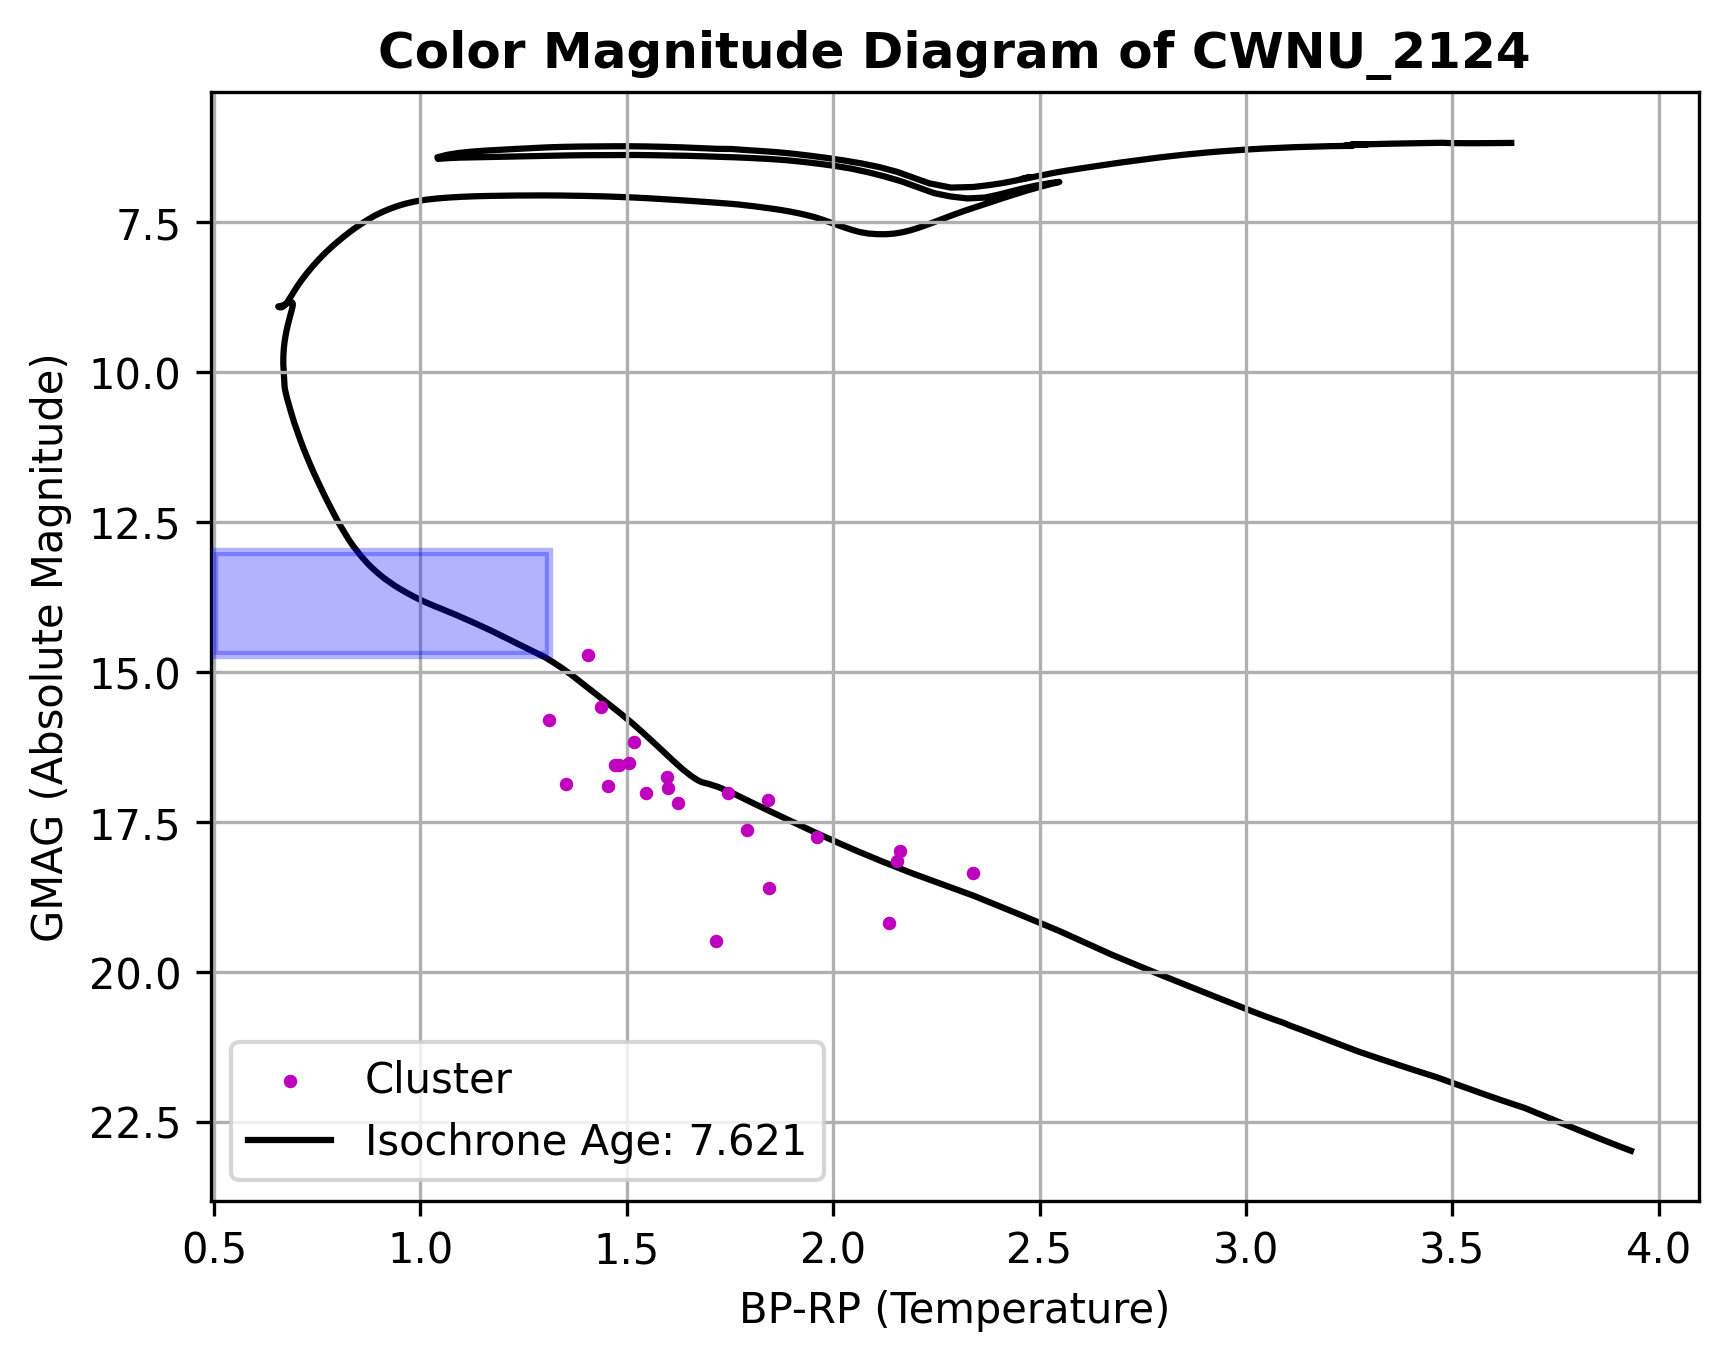 Color Magnitude Diagram of CWNU_2124
GMAG (Absolute Magnitude)
7.5
10.0
12.5
15.0
17.5
20.0
22.5
Cluster
Isochrone Age: 7.621
0.5 1.0 1.5 2.0 2.5 3.0 3.5 4.0
BP-RP (Temperature)